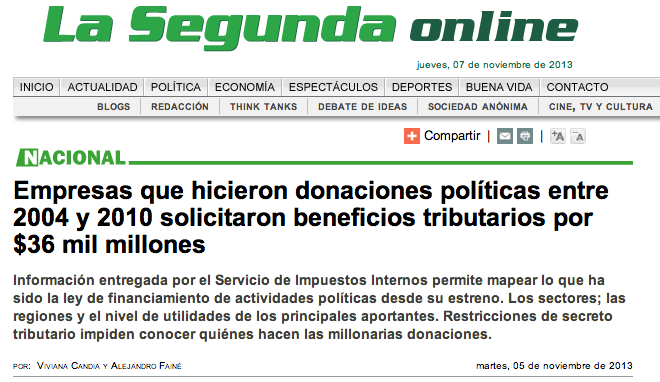 La Segunda online
jueves, 07 de noviembre de 2013
INICIO ACTUALIDAD POLÍTICA ECONOMÍA ESPECTÁCULOS DEPORTES BUENA VIDA CONTACTO
BLOGS REDACCIÓN THINK TANKS DEBATE DE IDEAS SOCIEDAD ANÓNIMA CINE, TV Y CULTURA
Compartir | | +A −A
NACIONAL
Empresas que hicieron donaciones políticas entre
2004 y 2010 solicitaron beneficios tributarios por
$36 mil millones
Información entregada por el Servicio de Impuestos Internos permite mapear lo que ha
sido la ley de financiamiento de actividades políticas desde su estreno. Los sectores; las
regiones y el nivel de utilidades de los principales aportantes. Restricciones de secreto
tributario impiden conocer quiénes hacen las millonarias donaciones.
POR: VIVIANA CANDIA Y ALEJANDRO FAINÉ martes, 05 de noviembre de 2013